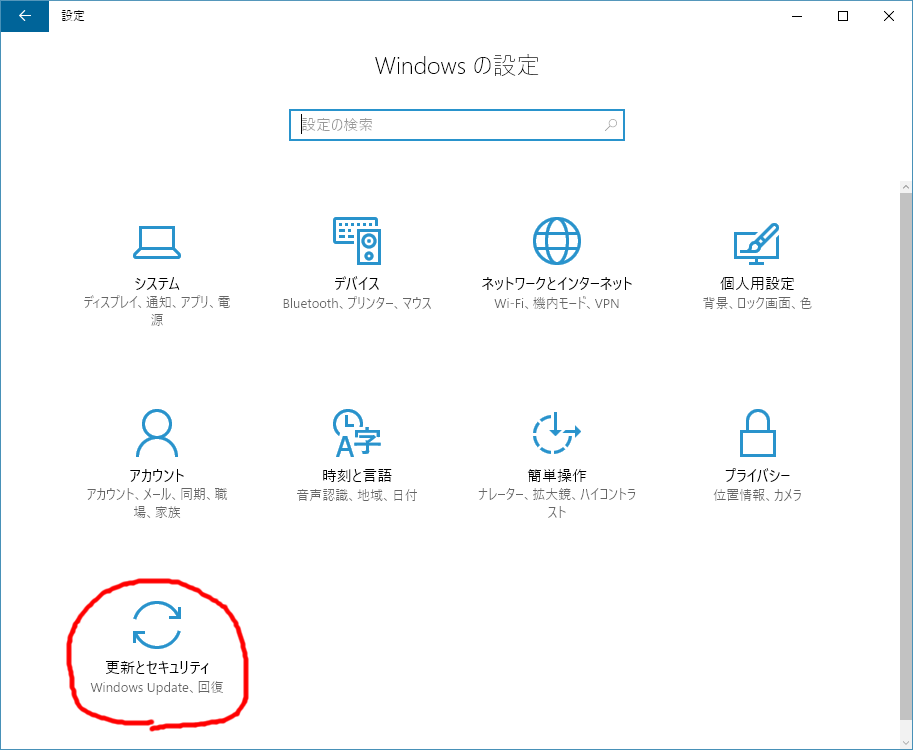 設定
Windows の設定
設定の検索
システム
ディスプレイ、通知、アプリ、電
源
デバイス
Bluetooth、プリンター、マウス
ネットワークとインターネット
Wi-Fi、機内モード、VPN
個人用設定
背景、ロック画面、色
アカウント
アカウント、メール、同期、職
場、家族
時刻と言語
音声認識、地域、日付
簡単操作
ナレーター、拡大鏡、ハイコントラ
スト
プライバシー
位置情報、カメラ
更新とセキュリティ
Windows Update、回復